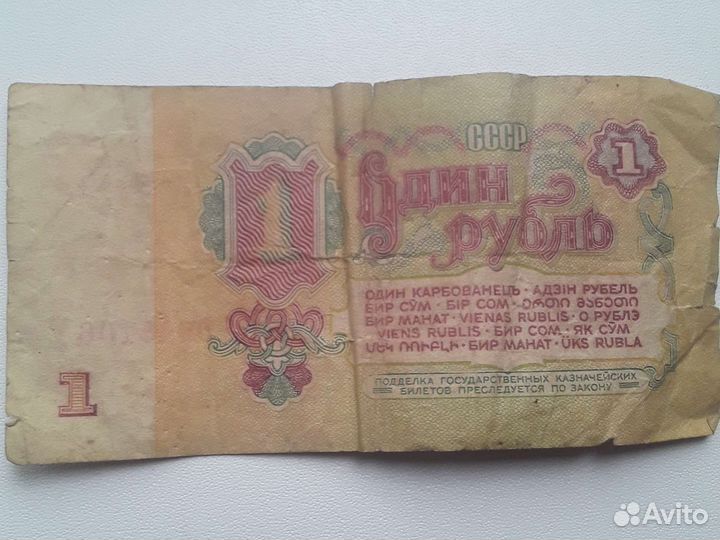 СССР
1
1
Один
рубль
ОДИН КАРБОВАНЕЦЬ · АДЗІН РУБЕЛЬ
БИР СЎМ · БІР СОМ · ᲔᲠᲗᲘ ᲛᲐᲜᲔᲗᲘ
БИР МАНАТ · VIENAS RUBLIS · О РУБЛЭ
VIENS RUBLIS · БИР СОМ · ЯК СӮМ
ՄԵԿ ՌՈՒԲԼԻ · БИР МАНАТ · ÜKS RUBLA
ПОДДЕЛКА ГОСУДАРСТВЕННЫХ КАЗНАЧЕЙСКИХ
БИЛЕТОВ ПРЕСЛЕДУЕТСЯ ПО ЗАКОНУ
1
Avito